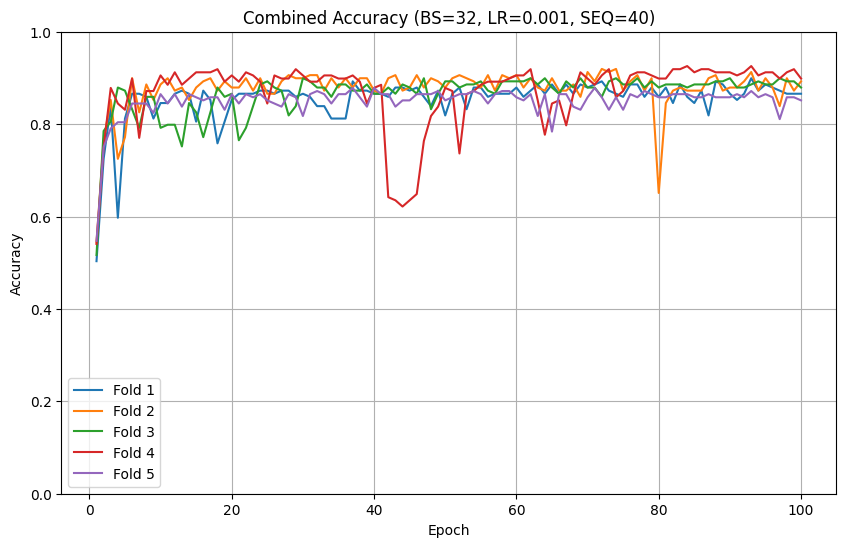 Combined Accuracy (BS=32, LR=0.001, SEQ=40)
1.0
0.8
0.6
0.4
0.2
0.0
Accuracy
Fold 1
Fold 2
Fold 3
Fold 4
Fold 5
0 20 40 60 80 100
Epoch